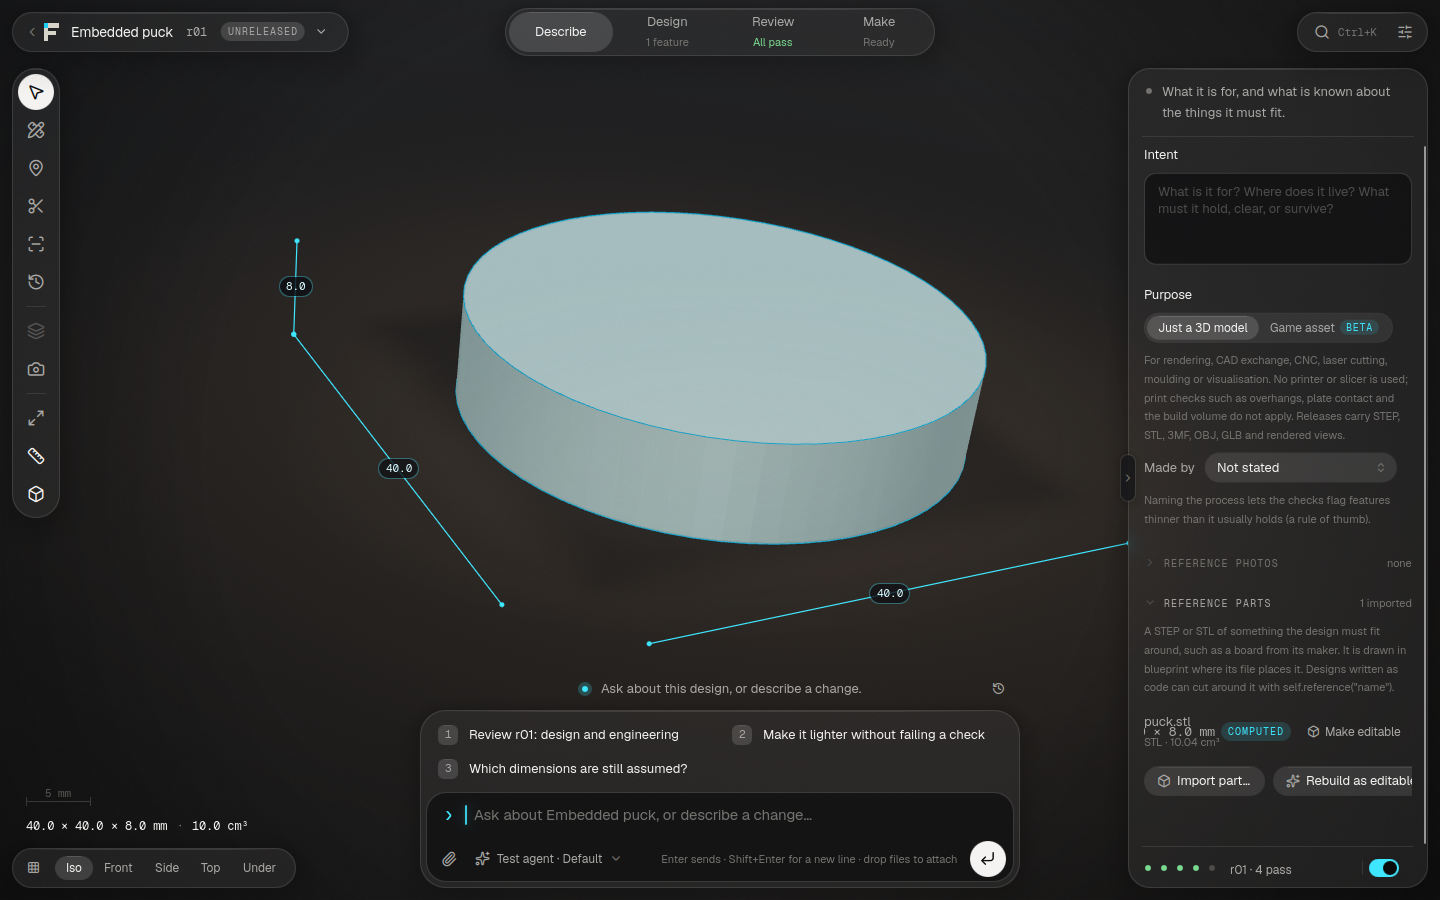 Embedded puck r01 UNRELEASED
Describe
Design
1 feature
Review
All pass
Make
Ready
Ctrl+K
What it is for, and what is known about
the things it must fit.
Intent
What is it for? Where does it live? What
must it hold, clear, or survive?
Purpose
Just a 3D model
Game asset BETA
For rendering, CAD exchange, CNC, laser cutting,
moulding or visualisation. No printer or slicer is used;
print checks such as overhangs, plate contact and
the build volume do not apply. Releases carry STEP,
STL, 3MF, OBJ, GLB and rendered views.
Made by Not stated
Naming the process lets the checks flag features
thinner than it usually holds (a rule of thumb).
REFERENCE PHOTOS none
REFERENCE PARTS 1 imported
A STEP or STL of something the design must fit
around, such as a board from its maker. It is drawn in
blueprint where its file places it. Designs written as
code can cut around it with self.reference("name").
puck.stl
× 8.0 mm COMPUTED Make editable
STL · 10.04 cm³
Import part... Rebuild as editable
r01 · 4 pass
8.0
40.0
40.0
Ask about this design, or describe a change.
1 Review r01: design and engineering
2 Make it lighter without failing a check
3 Which dimensions are still assumed?
Ask about Embedded puck, or describe a change...
Test agent · Default
Enter sends · Shift+Enter for a new line · drop files to attach
5 mm
40.0 × 40.0 × 8.0 mm · 10.0 cm³
Iso Front Side Top Under